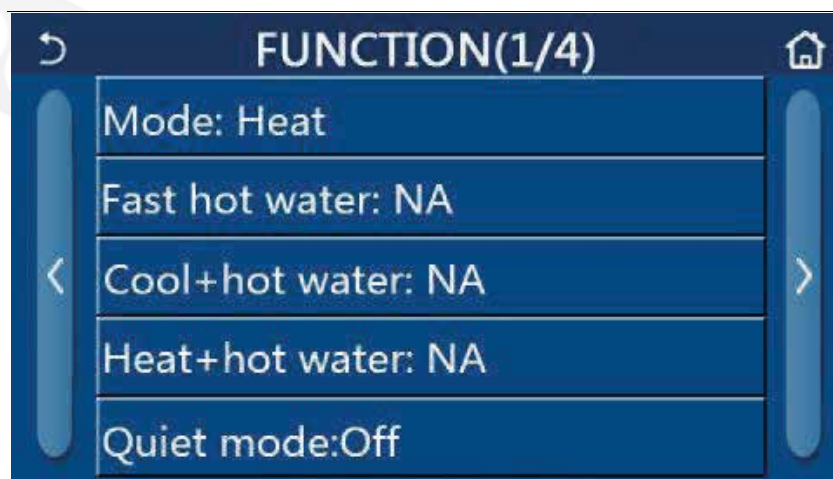 FUNCTION(1/4)
Mode: Heat
Fast hot water: NA
Cool+hot water: NA
Heat+hot water: NA
Quiet mode:Off